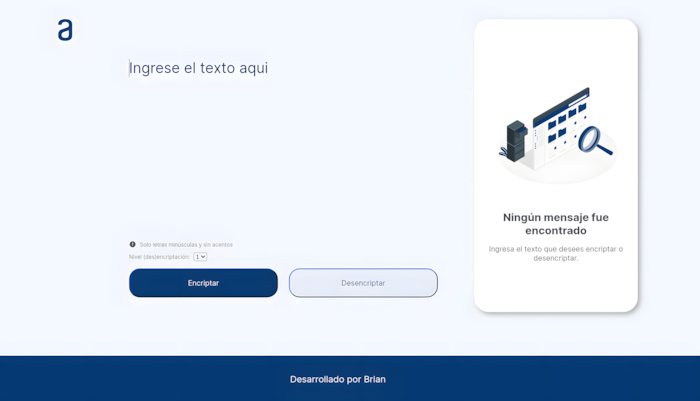 a
Ingrese el texto aqui
Solo letras minusculas y sin acentos
Nivel (des)encriptación: 1
Encriptar
Desencriptar
Ningún mensaje fue
encontrado
Ingresa el texto que desees encriptar o
desencriptar.
Desarrollado por Brian